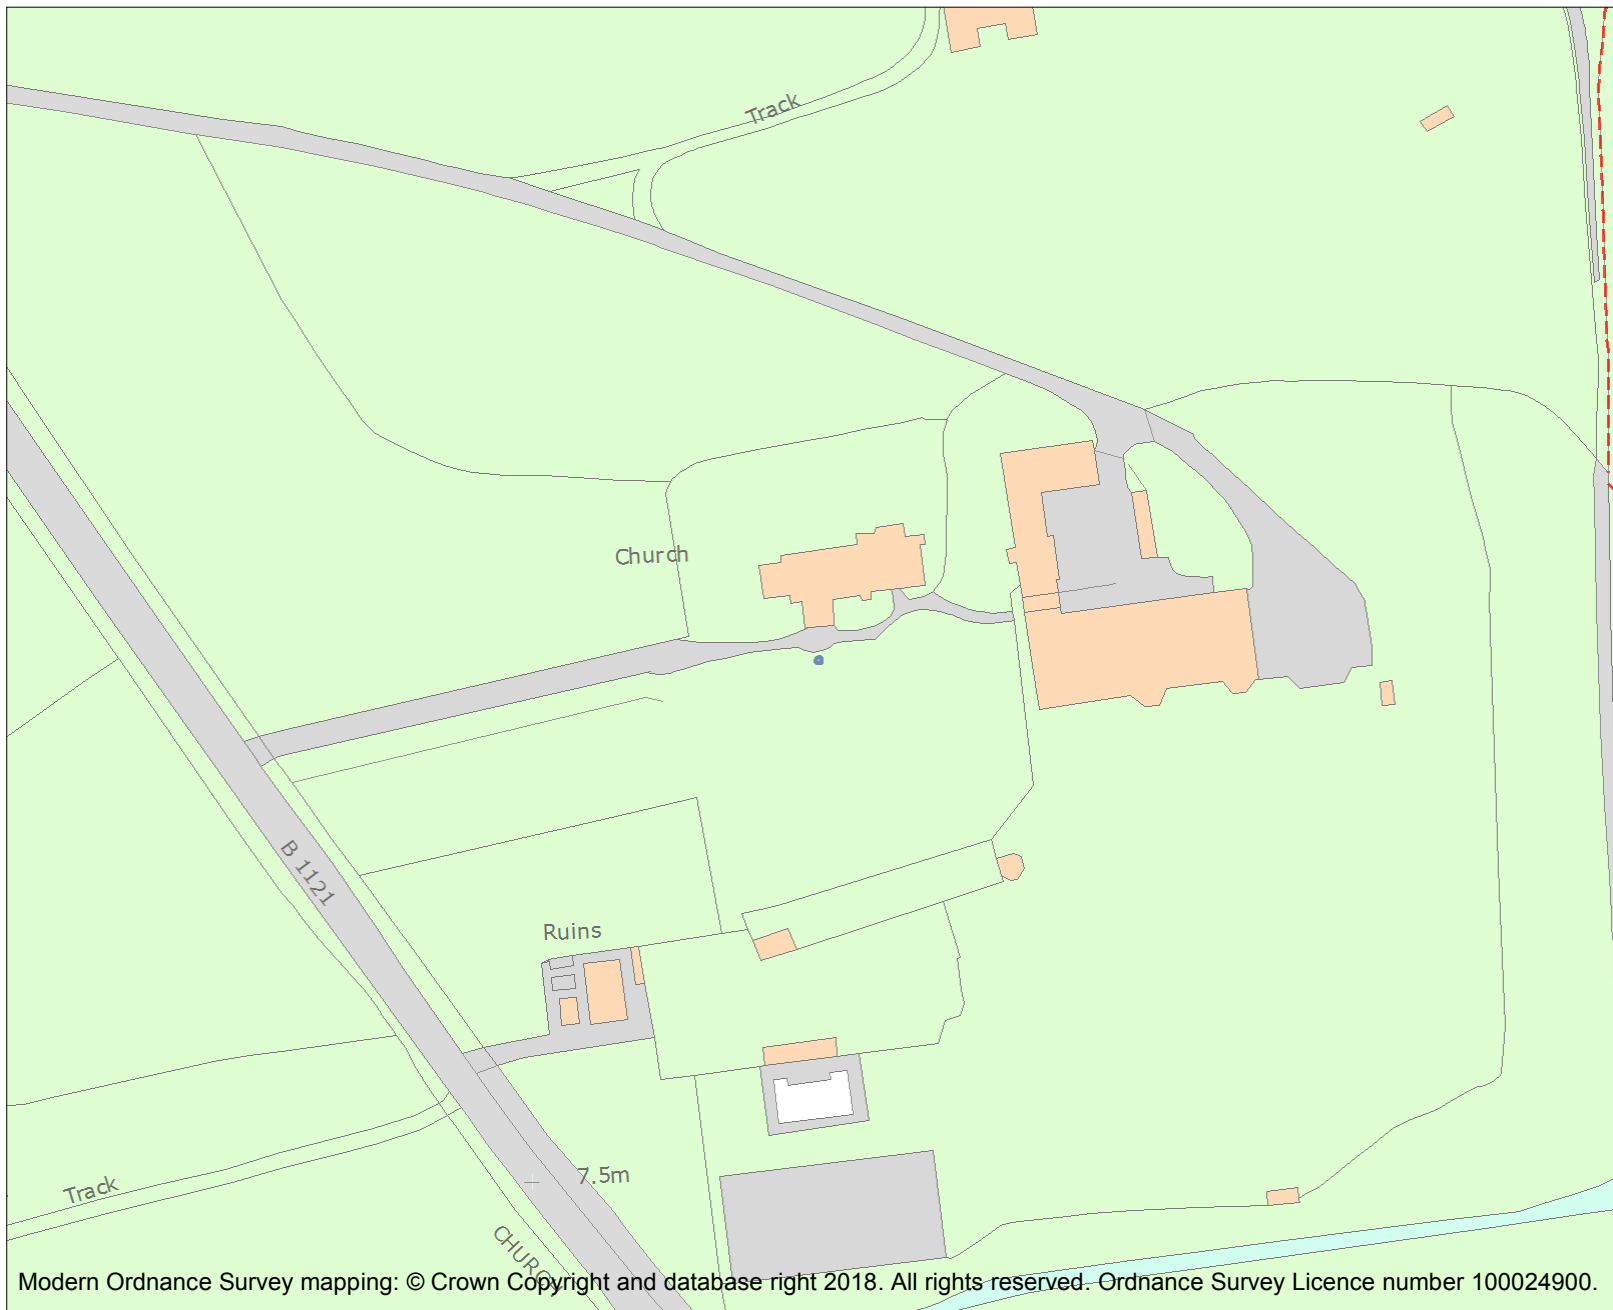 Track
Church
B 1121
Ruins
7.5m
Track
CHURCH
Modern Ordnance Survey mapping: © Crown Copyright and database right 2018. All rights reserved. Ordnance Survey Licence number 100024900.